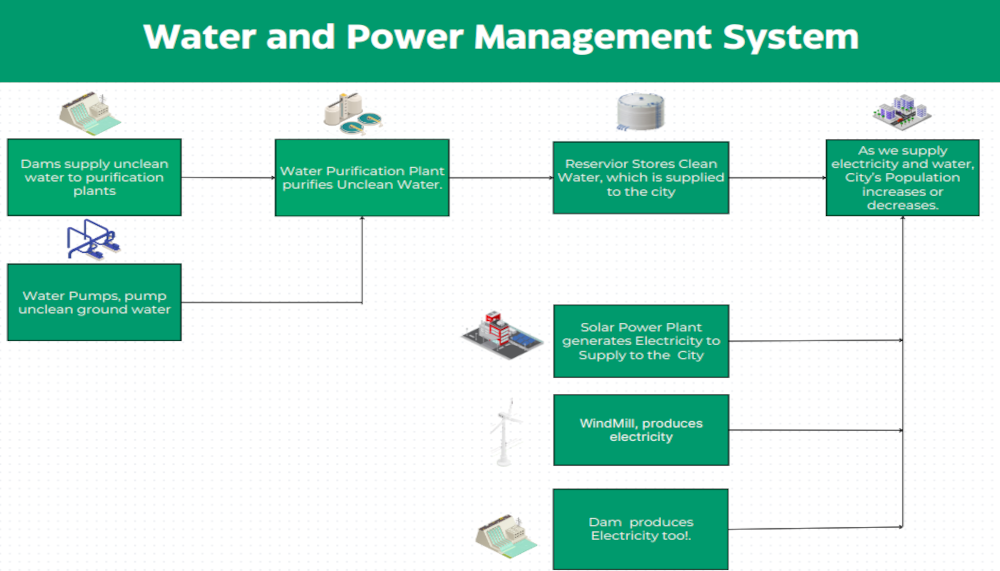 Water and Power Management System
Dams supply unclean
water to purification
plants
Water Purification Plant
purifies Unclean Water.
Reservior Stores Clean
Water, which is supplied
to the city
As we supply
electricity and water,
City's Population
increases or
decreases.
Water Pumps, pump
unclean ground water
Solar Power Plant
generates Electricity to
Supply to the City
WindMill, produces
electricity
Dam produces
Electricity too!.